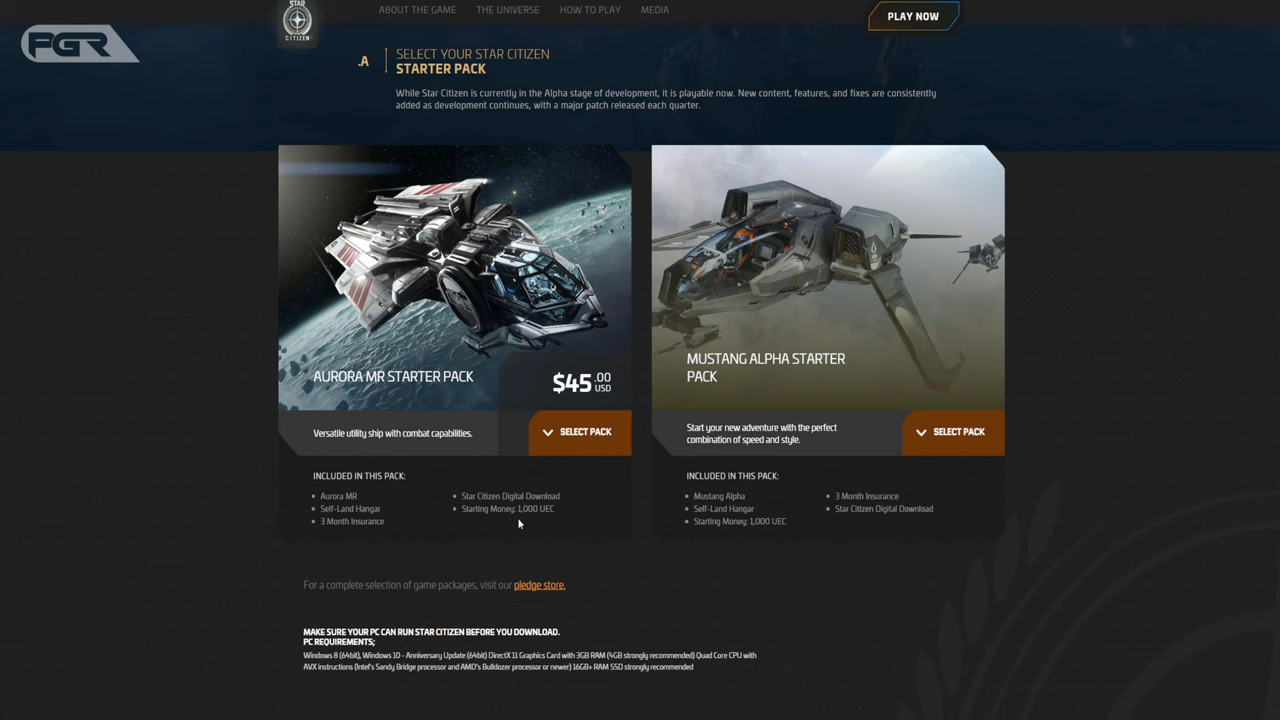 STAR
CITIZEN
ABOUT THE GAME
THE UNIVERSE
HOW TO PLAY
MEDIA
PLAY NOW
PGR
.A
SELECT YOUR STAR CITIZEN
STARTER PACK
While Star Citizen is currently in the Alpha stage of development, it is playable now. New content, features, and fixes are consistently
added as development continues, with a major patch released each quarter.
AURORA MR STARTER PACK
$45.00
USD
Versatile utility ship with combat capabilities.
SELECT PACK
INCLUDED IN THIS PACK:
• Aurora MR
• Self-Land Hangar
• 3 Month Insurance
• Star Citizen Digital Download
• Starting Money: 1,000 UEC
MUSTANG ALPHA STARTER
PACK
Start your new adventure with the perfect
combination of speed and style.
SELECT PACK
INCLUDED IN THIS PACK:
• Mustang Alpha
• Self-Land Hangar
• Starting Money: 1,000 UEC
• 3 Month Insurance
• Star Citizen Digital Download
For a complete selection of game packages, visit our pledge store.
MAKE SURE YOUR PC CAN RUN STAR CITIZEN BEFORE YOU DOWNLOAD.
PC REQUIREMENTS;
Windows 8 (64bit), Windows 10 - Anniversary Update (64bit) DirectX 11 Graphics Card with 3GB RAM (4GB strongly recommended) Quad Core CPU with
AVX instructions (Intel's Sandy Bridge processor and AMD's Bulldozer processor or newer) 16GB+ RAM SSD strongly recommended